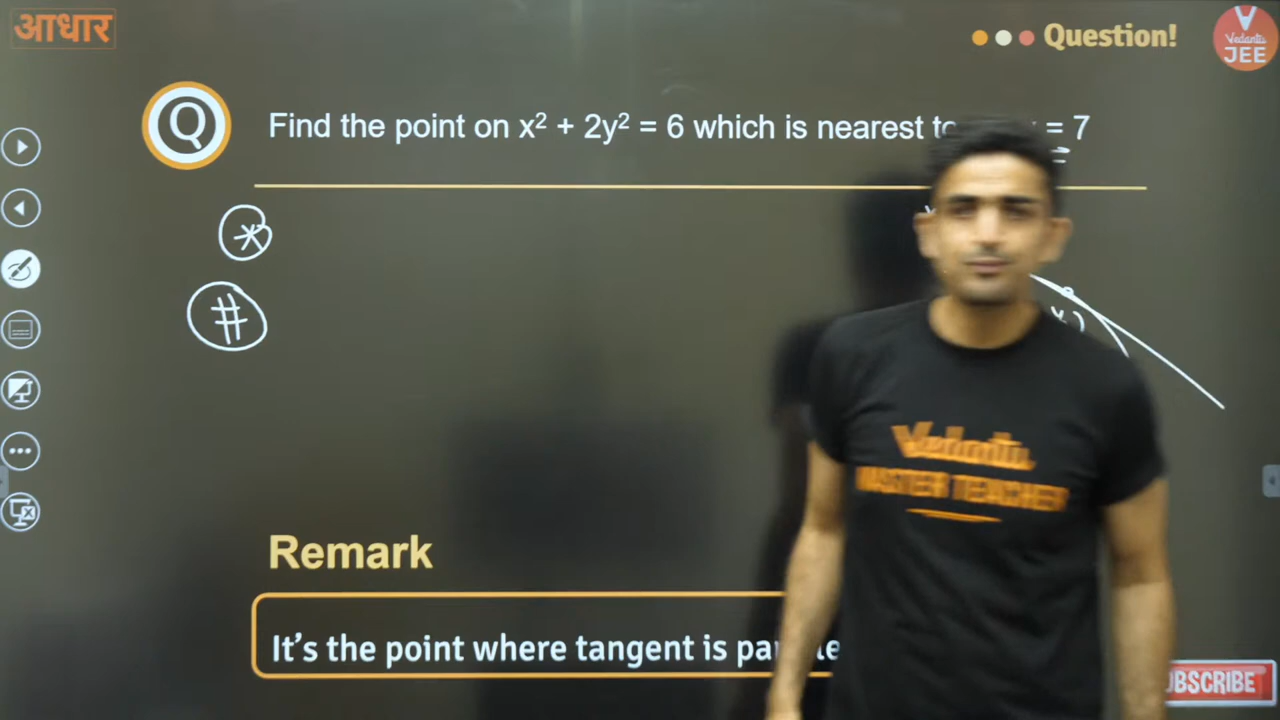 आधार
Question!
Vedantu
JEE
Q
Find the point on x² + 2y² = 6 which is nearest to = 7
*
#
Vedantu
MASTER TEACHER
Remark
It's the point where tangent is
SUBSCRIBE